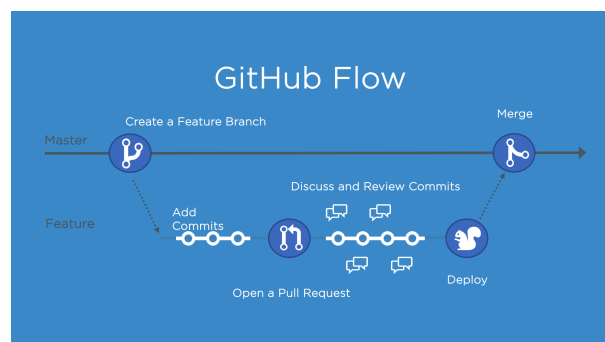 GitHub Flow
Merge
Create a Feature Branch
Master
Discuss and Review Commits
Add
Commits
Feature
Deploy
Open a Pull Request